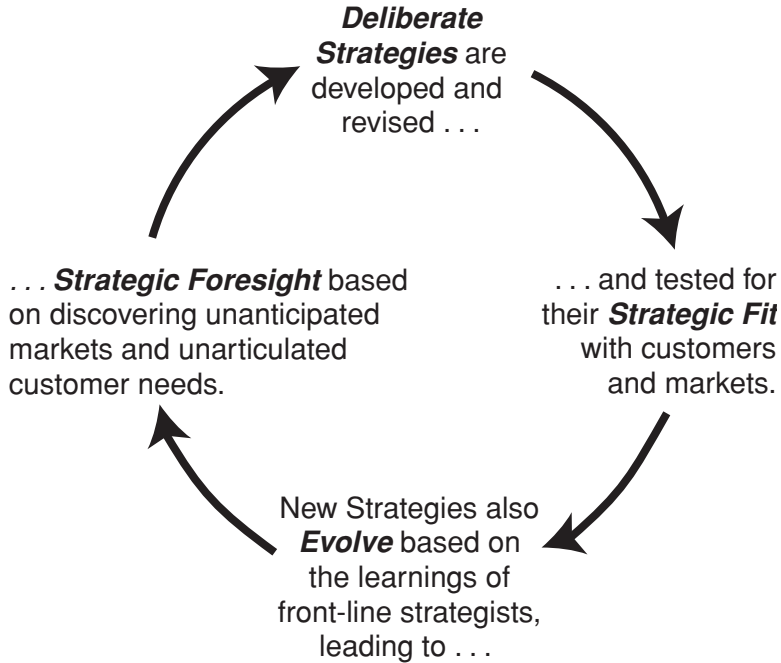 Deliberate
Strategies are
developed and
revised . . .
. . . and tested for
their Strategic Fit
with customers
and markets.
New Strategies also
Evolve based on
the learnings of
front-line strategists,
leading to . . .
. . . Strategic Foresight based
on discovering unanticipated
markets and unarticulated
customer needs.